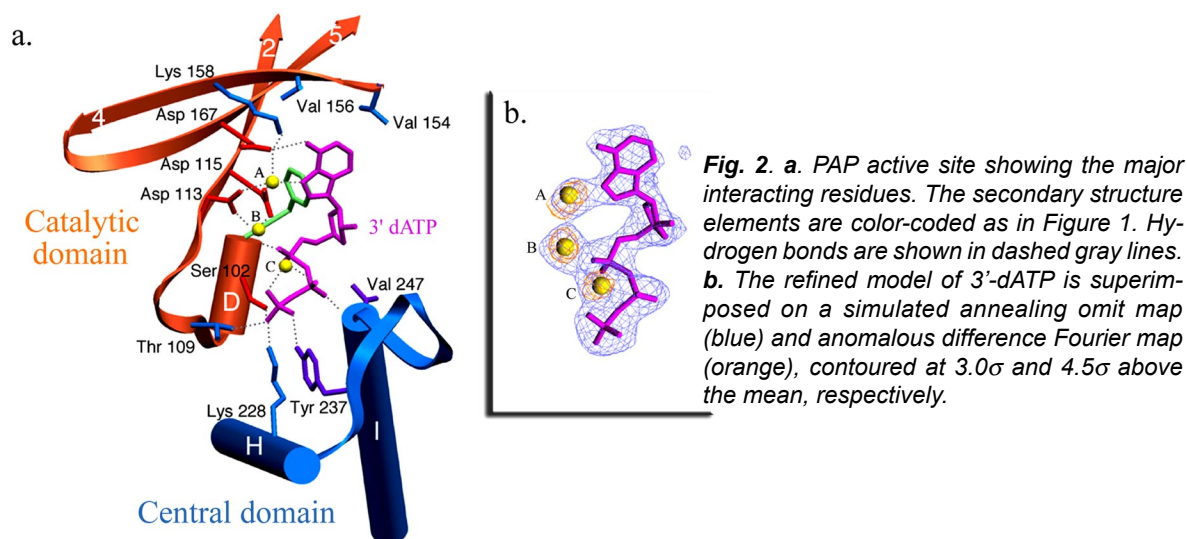 a.
2
5
4
Lys 158
Val 156
Val 154
Asp 167
Asp 115
A
Asp 113
B
Catalytic
domain
3' dATP
C
Ser 102
D
Val 247
Thr 109
Lys 228
Tyr 237
H
I
Central domain
b.
A
B
C
Fig. 2. a. PAP active site showing the major
interacting residues. The secondary structure
elements are color-coded as in Figure 1. Hy-
drogen bonds are shown in dashed gray lines.
b. The refined model of 3'-dATP is superim-
posed on a simulated annealing omit map
(blue) and anomalous difference Fourier map
(orange), contoured at 3.0σ and 4.5σ above
the mean, respectively.